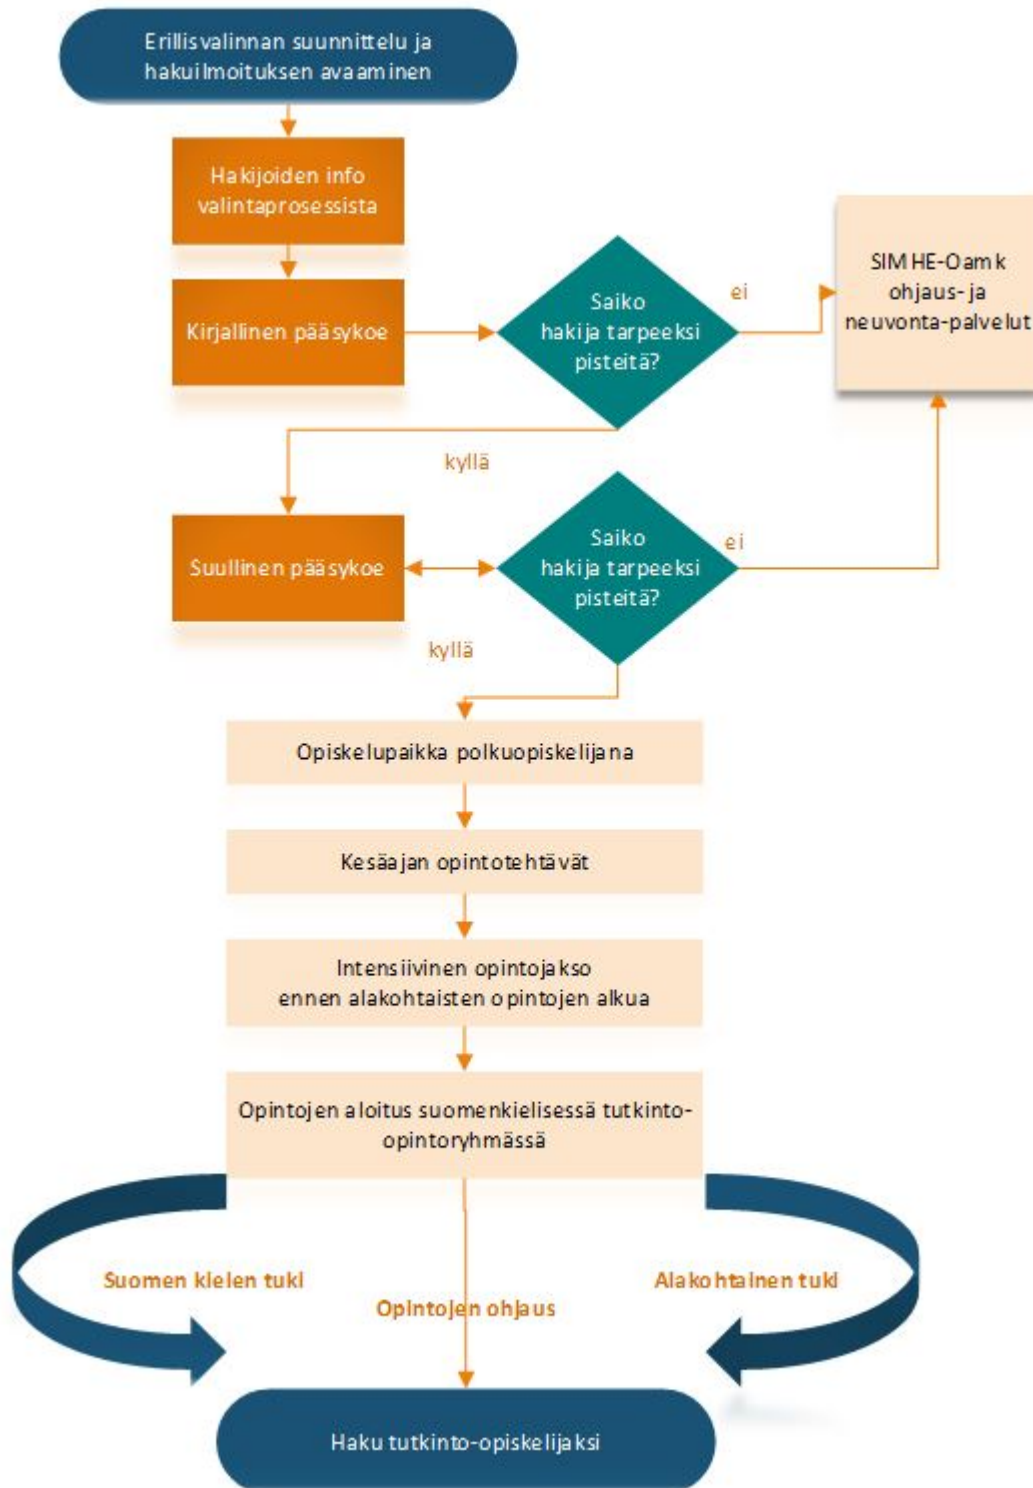 Erillisvalinnan suunnittelu ja
hakuilmoituksen avaaminen
Hakijoiden info
valintaprosessista
Kirjallinen pääsykoe
Saiko
hakija tarpeeksi
pisteitä?
ei
SIMHE-Oamk
ohjaus- ja
neuvonta-palvelut
kyllä
Suullinen pääsykoe
Saiko
hakija tarpeeksi
pisteitä?
ei
kyllä
Opiskelupaikka polkuopiskelijana
Kesäajan opintotehtävät
Intensiivinen opintojakso
ennen alakohtaisten opintojen alkua
Opintojen aloitus suomenkielisessä tutkinto-
opintoryhmässä
Suomen kielen tuki
Opintojen ohjaus
Alakohtainen tuki
Haku tutkinto-opiskelijaksi